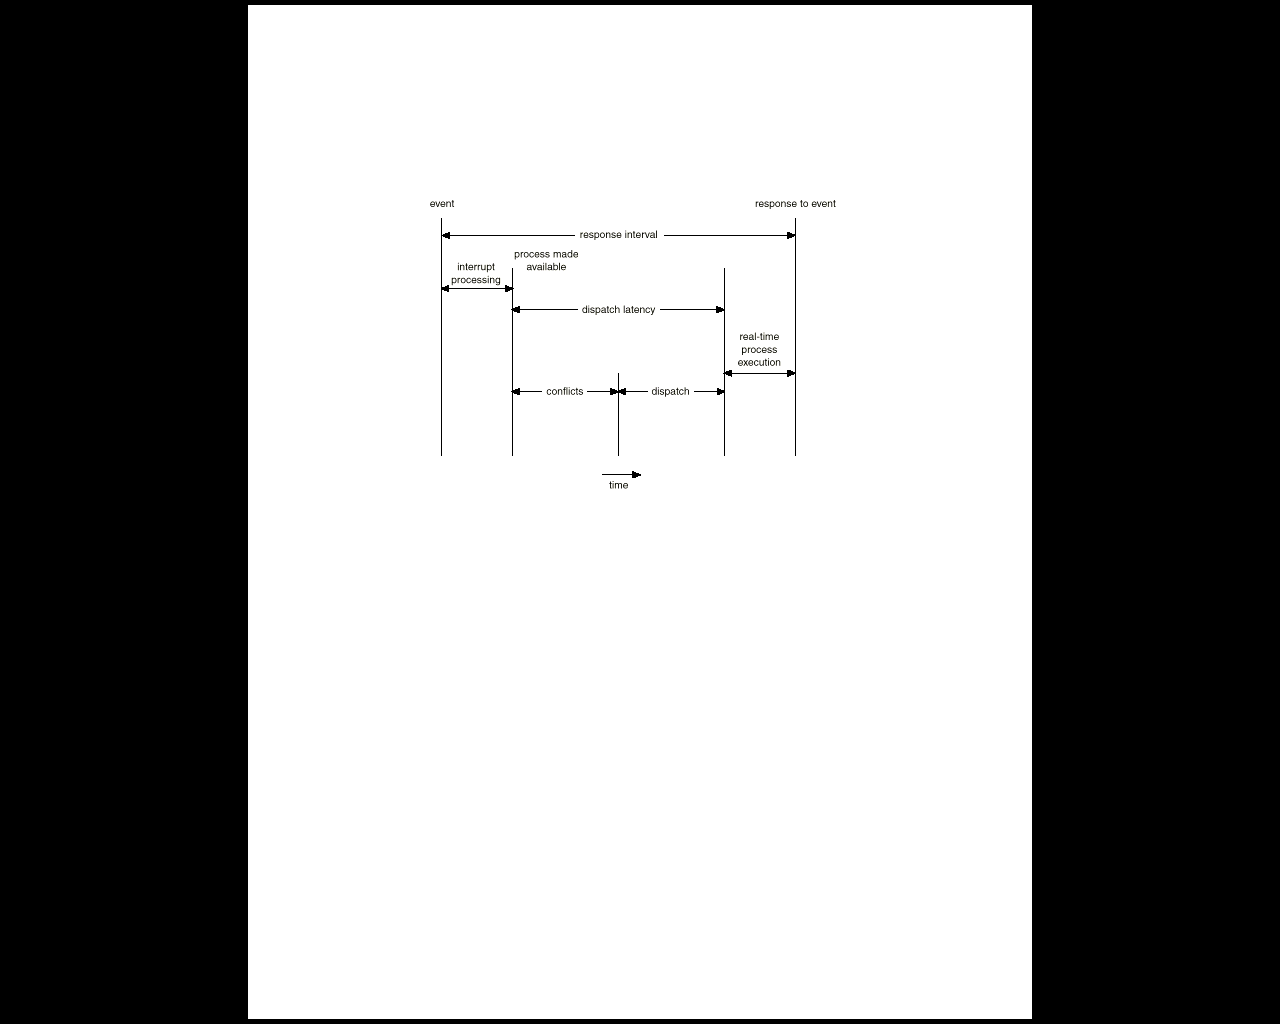 event
response to event
response interval
process made
available
interrupt
processing
dispatch latency
real-time
process
execution
conflicts
dispatch
time